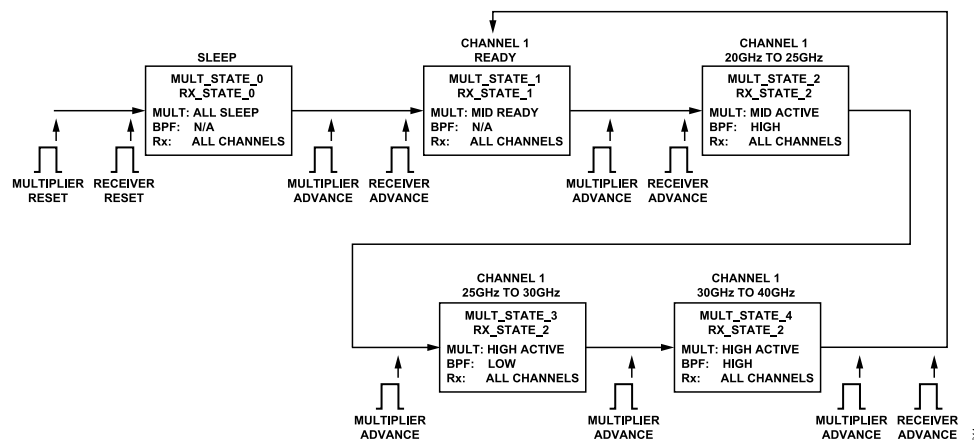 SLEEP
MULT_STATE_0
RX_STATE_0
MULT: ALL SLEEP
BPF: N/A
Rx: ALL CHANNELS
CHANNEL 1
READY
MULT_STATE_1
RX_STATE_1
MULT: MID READY
BPF: N/A
Rx: ALL CHANNELS
CHANNEL 1
20GHz TO 25GHz
MULT_STATE_2
RX_STATE_2
MULT: MID ACTIVE
BPF: HIGH
Rx: ALL CHANNELS
MULTIPLIER
RESET
RECEIVER
RESET
MULTIPLIER
ADVANCE
RECEIVER
ADVANCE
MULTIPLIER
ADVANCE
RECEIVER
ADVANCE
CHANNEL 1
25GHz TO 30GHz
MULT_STATE_3
RX_STATE_2
MULT: HIGH ACTIVE
BPF: LOW
Rx: ALL CHANNELS
CHANNEL 1
30GHz TO 40GHz
MULT_STATE_4
RX_STATE_2
MULT: HIGH ACTIVE
BPF: HIGH
Rx: ALL CHANNELS
MULTIPLIER
ADVANCE
MULTIPLIER
ADVANCE
MULTIPLIER
ADVANCE
RECEIVER
ADVANCE